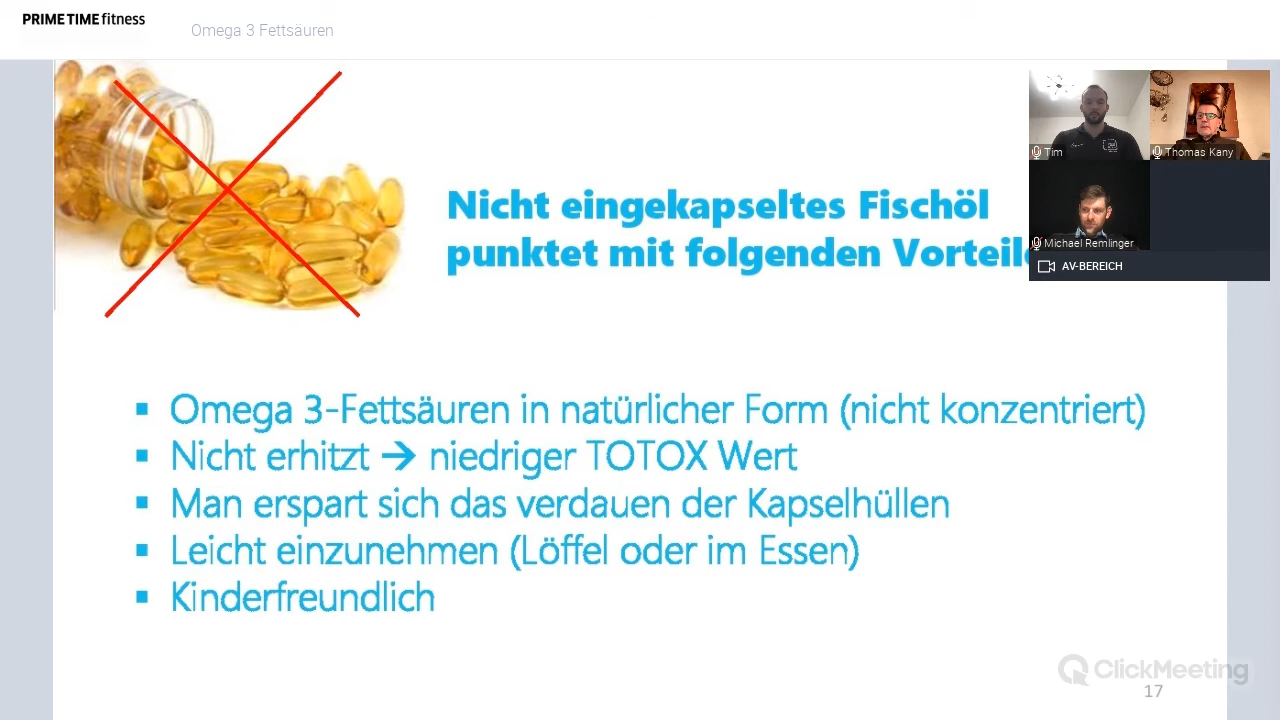 PRIME TIME fitness
Omega 3 Fettsäuren
Tim
Thomas Kany
Michael Remlinger
AV-BEREICH
Nicht eingekapseltes Fischöl
punktet mit folgenden Vorteile
▪ Omega 3-Fettsäuren in natürlicher Form (nicht konzentriert)
▪ Nicht erhitzt → niedriger TOTOX Wert
▪ Man erspart sich das verdauen der Kapselhüllen
▪ Leicht einzunehmen (Löffel oder im Essen)
▪ Kinderfreundlich
ClickMeeting
17